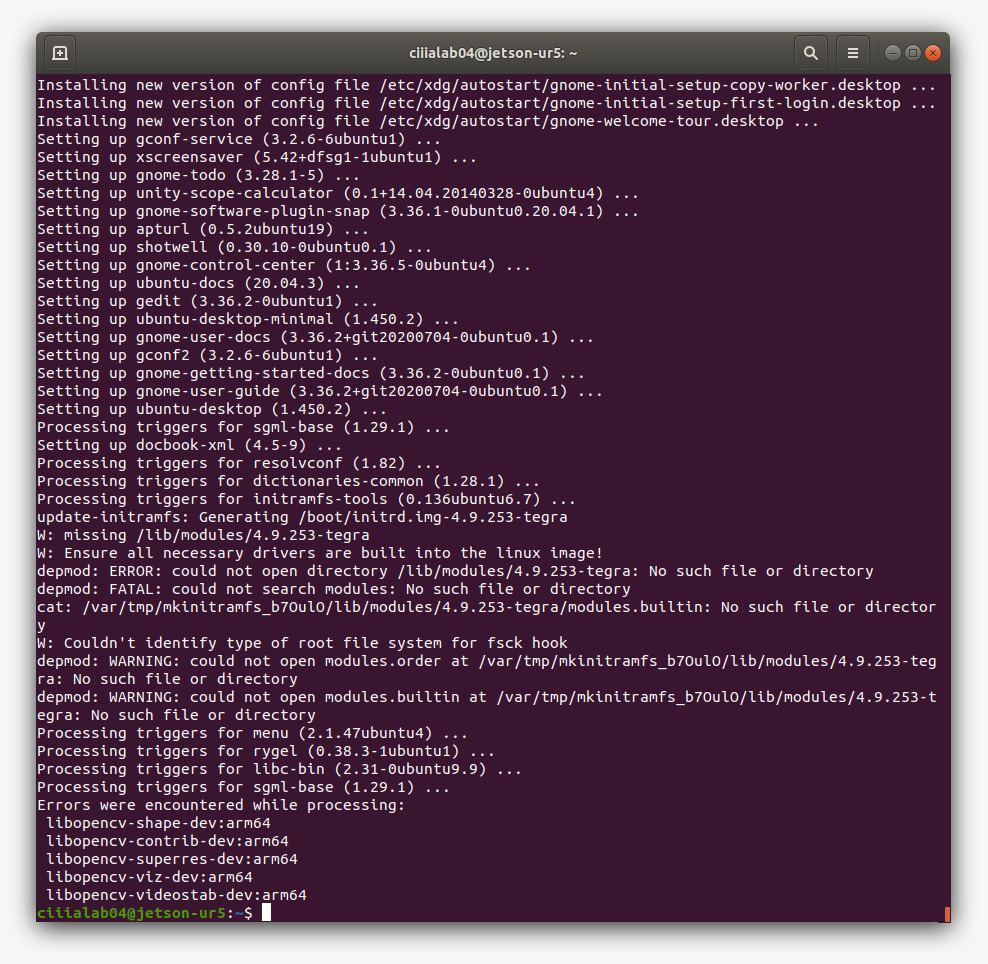 ciiialab04@jetson-ur5: ~
Installing new version of config file /etc/xdg/autostart/gnome-initial-setup-copy-worker.desktop ...
Installing new version of config file /etc/xdg/autostart/gnome-initial-setup-first-login.desktop ...
Installing new version of config file /etc/xdg/autostart/gnome-welcome-tour.desktop ...
Setting up gconf-service (3.2.6-6ubuntu1) ...
Setting up xscreensaver (5.42+dfsg1-1ubuntu1) ...
Setting up gnome-todo (3.28.1-5) ...
Setting up unity-scope-calculator (0.1+14.04.20140328-0ubuntu4) ...
Setting up gnome-software-plugin-snap (3.36.1-0ubuntu0.20.04.1) ...
Setting up apturl (0.5.2ubuntu19) ...
Setting up shotwell (0.30.10-0ubuntu0.1) ...
Setting up gnome-control-center (1:3.36.5-0ubuntu4) ...
Setting up ubuntu-docs (20.04.3) ...
Setting up gedit (3.36.2-0ubuntu1) ...
Setting up ubuntu-desktop-minimal (1.450.2) ...
Setting up gnome-user-docs (3.36.2+git20200704-0ubuntu0.1) ...
Setting up gconf2 (3.2.6-6ubuntu1) ...
Setting up gnome-getting-started-docs (3.36.2-0ubuntu0.1) ...
Setting up gnome-user-guide (3.36.2+git20200704-0ubuntu0.1) ...
Setting up ubuntu-desktop (1.450.2) ...
Processing triggers for sgml-base (1.29.1) ...
Setting up docbook-xml (4.5-9) ...
Processing triggers for resolvconf (1.82) ...
Processing triggers for dictionaries-common (1.28.1) ...
Processing triggers for initramfs-tools (0.136ubuntu6.7) ...
update-initramfs: Generating /boot/initrd.img-4.9.253-tegra
W: missing /lib/modules/4.9.253-tegra
W: Ensure all necessary drivers are built into the linux image!
depmod: ERROR: could not open directory /lib/modules/4.9.253-tegra: No such file or directory
depmod: FATAL: could not search modules: No such file or directory
cat: /var/tmp/mkinitramfs_b7OulO/lib/modules/4.9.253-tegra/modules.builtin: No such file or director
y
W: Couldn't identify type of root file system for fsck hook
depmod: WARNING: could not open modules.order at /var/tmp/mkinitramfs_b7OulO/lib/modules/4.9.253-teg
ra: No such file or directory
depmod: WARNING: could not open modules.builtin at /var/tmp/mkinitramfs_b7OulO/lib/modules/4.9.253-t
egra: No such file or directory
Processing triggers for menu (2.1.47ubuntu4) ...
Processing triggers for rygel (0.38.3-1ubuntu1) ...
Processing triggers for libc-bin (2.31-0ubuntu9.9) ...
Processing triggers for sgml-base (1.29.1) ...
Errors were encountered while processing:
 libopencv-shape-dev:arm64
 libopencv-contrib-dev:arm64
 libopencv-superres-dev:arm64
 libopencv-viz-dev:arm64
 libopencv-videostab-dev:arm64
ciiialab04@jetson-ur5:~$